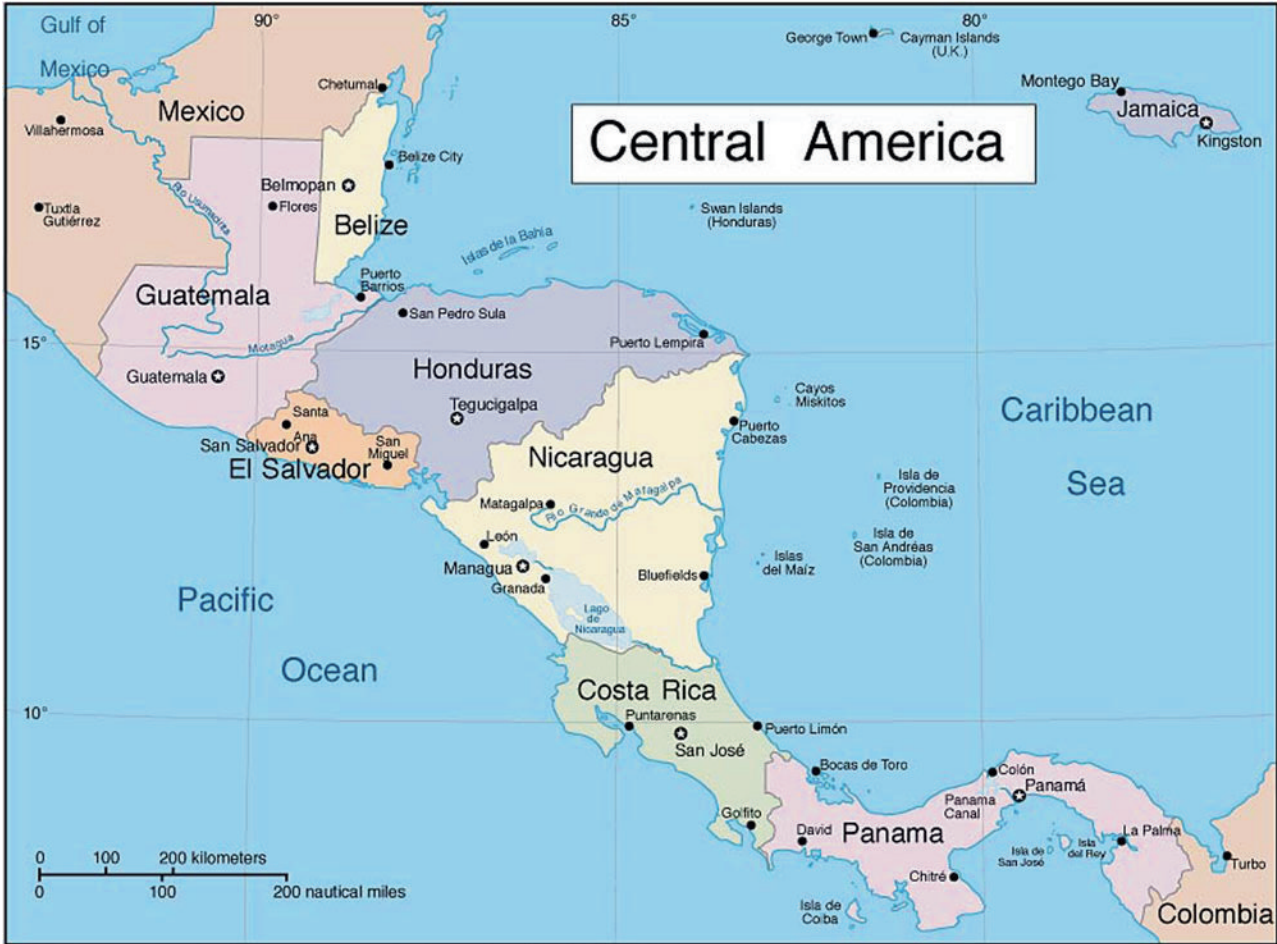 90°
85°
80°
Gulf of
Mexico
George Town
Cayman Islands
(U.K.)
Chetumal
Montego Bay
Mexico
Jamaica
Villahermosa
Central America
Kingston
Belize City
Belmopan
Rio Usumacinta
Flores
Tuxtla
Gutiérrez
Swan Islands
(Honduras)
Belize
Islas de la Bahia
Puerto
Barrios
Guatemala
San Pedro Sula
15°
Motagua
Puerto Lempira
Honduras
Guatemala
Cayos
Miskitos
Tegucigalpa
Caribbean
Sea
Santa
Ana
Puerto
Cabezas
San Salvador
San
Miguel
El Salvador
Nicaragua
Isla de
Providencia
(Colombia)
Matagalpa
Rio Grande de Matagalpa
León
Isla de
San Andréas
(Colombia)
Islas
del Maíz
Managua
Granada
Bluefields
Pacific
Ocean
Lago
de
Nicaragua
Costa Rica
10°
Puntarenas
Puerto Limón
San José
Bocas de Toro
Colón
Panamá
Panama
Canal
Golfito
David
Panama
La Palma
Isla de
San José
Isla
del Rey
Turbo
0 100 200 kilometers
0 100 200 nautical miles
Chitré
Isla de
Coiba
Colombia